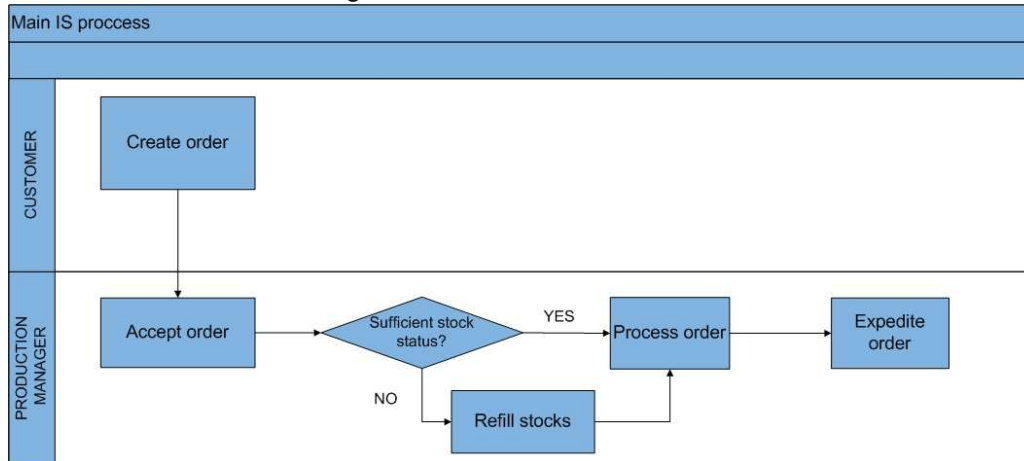 Main IS proccess
CUSTOMER
Create order
PRODUCTION
MANAGER
Accept order
Sufficient stock
status?
YES
NO
Refill stocks
Process order
Expedite
order